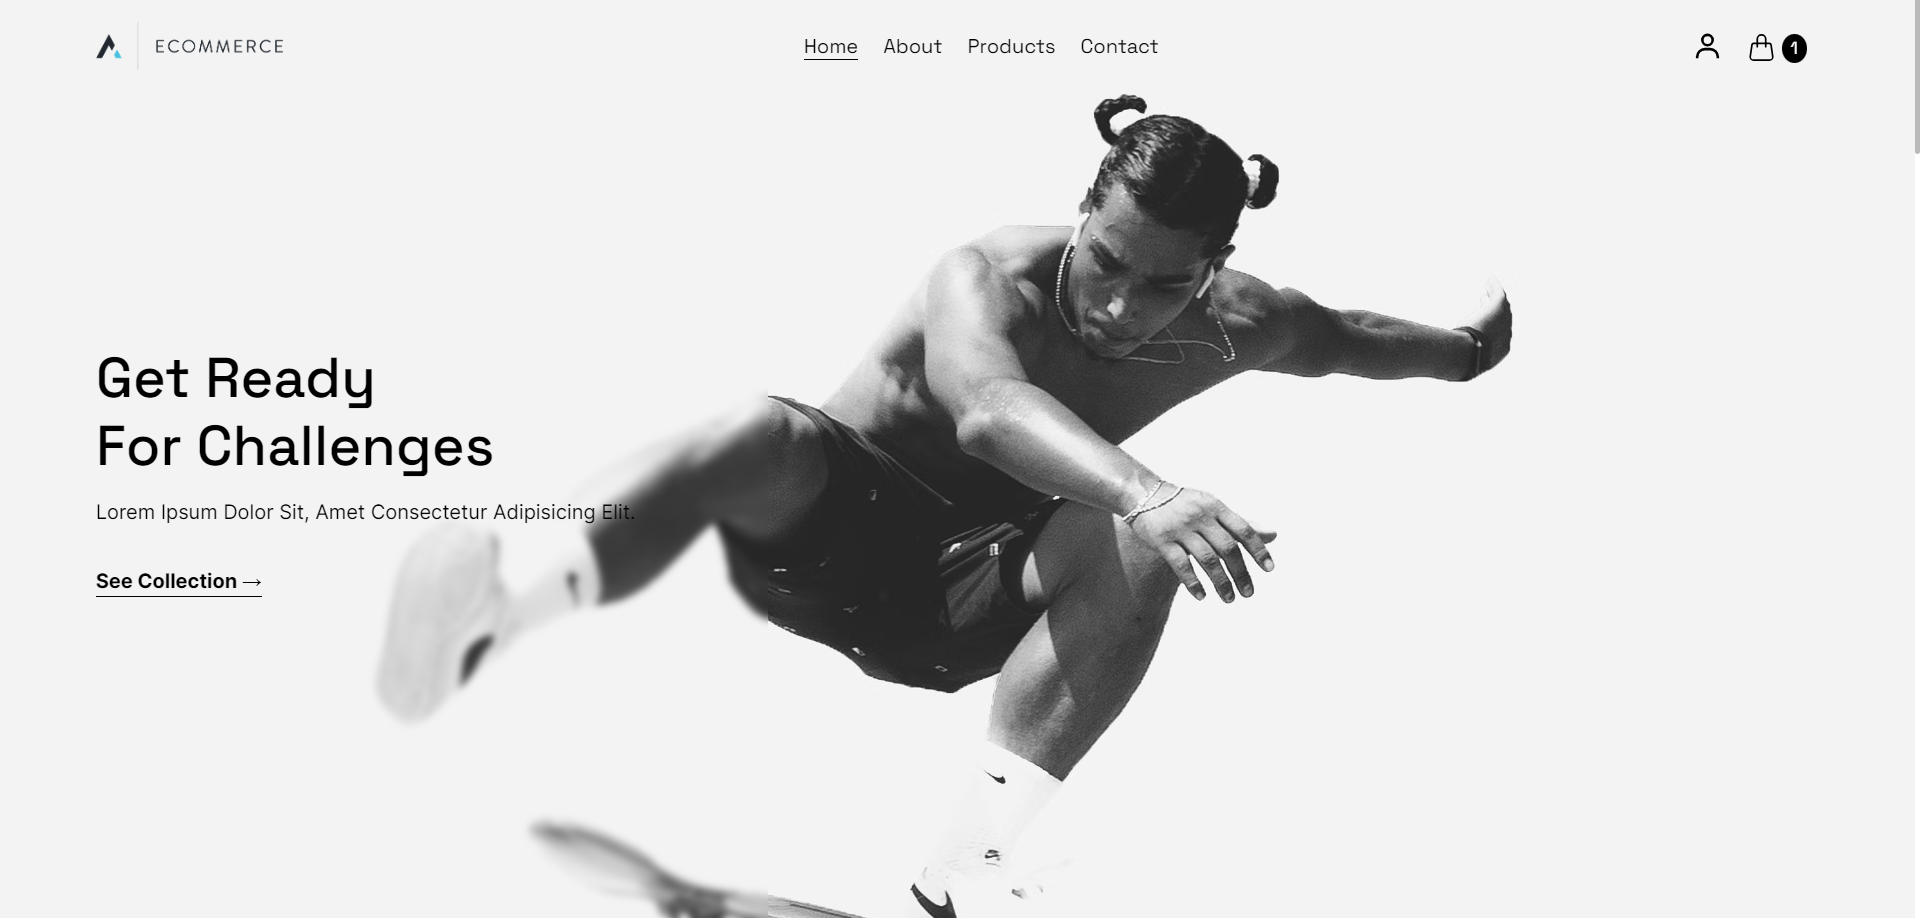 ECOMMERCE
Home About Products Contact
1
Get Ready
For Challenges
Lorem Ipsum Dolor Sit, Amet Consectetur Adipisicing Elit.
See Collection →